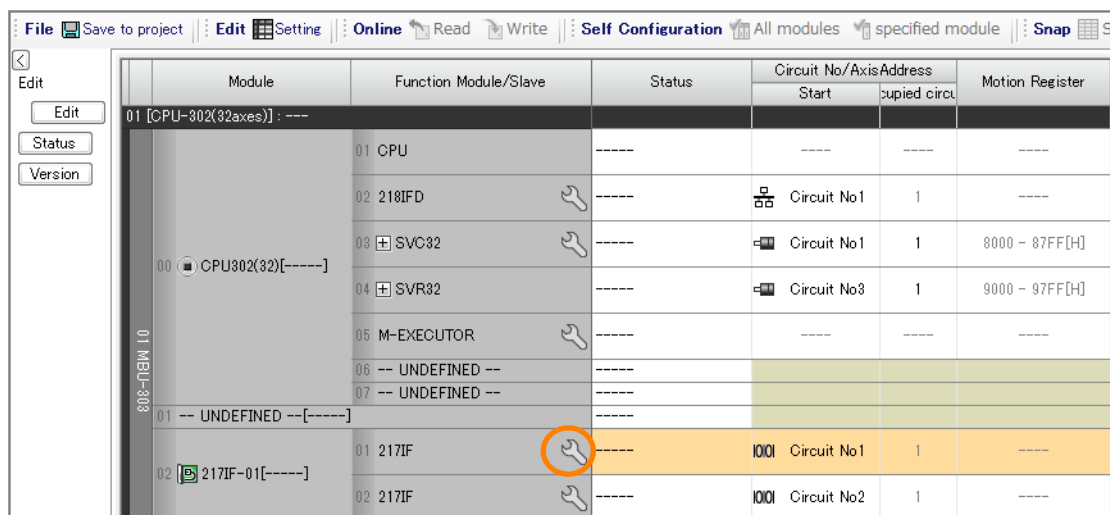 File Save to project Edit Setting Online Read Write Self Configuration All modules specified module Snap S
Edit
Edit
Status
Version
Module Function Module/Slave Status Circuit No/AxisAddress Motion Register
Start cupied circu
01 [CPU-302(32axes)] : ---
01 MBU-303
00 CPU302(32)[-----]
01 CPU ----- ---- ---- ----
02 218IFD ----- Circuit No1 1 ----
03 SVC32 ----- Circuit No1 1 8000 - 87FF[H]
04 SVR32 ----- Circuit No3 1 9000 - 97FF[H]
05 M-EXECUTOR ----- ---- ---- ----
06 -- UNDEFINED -- -----
07 -- UNDEFINED -- -----
01 -- UNDEFINED --[-----] -----
02 217IF-01[-----]
01 217IF ----- Circuit No1 1 ----
02 217IF ----- Circuit No2 1 ----